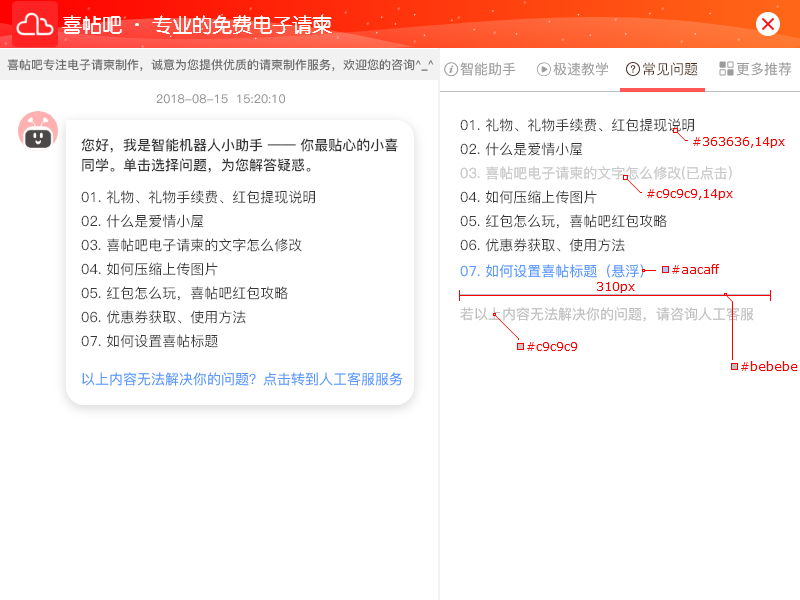 喜帖吧 · 专业的免费电子请柬
喜帖吧专注电子请柬制作，诚意为您提供优质的请柬制作服务，欢迎您的咨询^_^
智能助手 极速教学 常见问题 更多推荐
2018-08-15 15:20:10
您好，我是智能机器人小助手 —— 你最贴心的小喜
同学。单击选择问题，为您解答疑惑。
01. 礼物、礼物手续费、红包提现说明
02. 什么是爱情小屋
03. 喜帖吧电子请柬的文字怎么修改
04. 如何压缩上传图片
05. 红包怎么玩，喜帖吧红包攻略
06. 优惠券获取、使用方法
07. 如何设置喜帖标题
以上内容无法解决你的问题？点击转到人工客服服务
01. 礼物、礼物手续费、红包提现说明
#363636,14px
02. 什么是爱情小屋
03. 喜帖吧电子请柬的文字怎么修改(已点击)
#c9c9c9,14px
04. 如何压缩上传图片
05. 红包怎么玩，喜帖吧红包攻略
06. 优惠券获取、使用方法
07. 如何设置喜帖标题（悬浮）
#aacaff
310px
若以上内容无法解决你的问题，请咨询人工客服
#c9c9c9
#bebebe